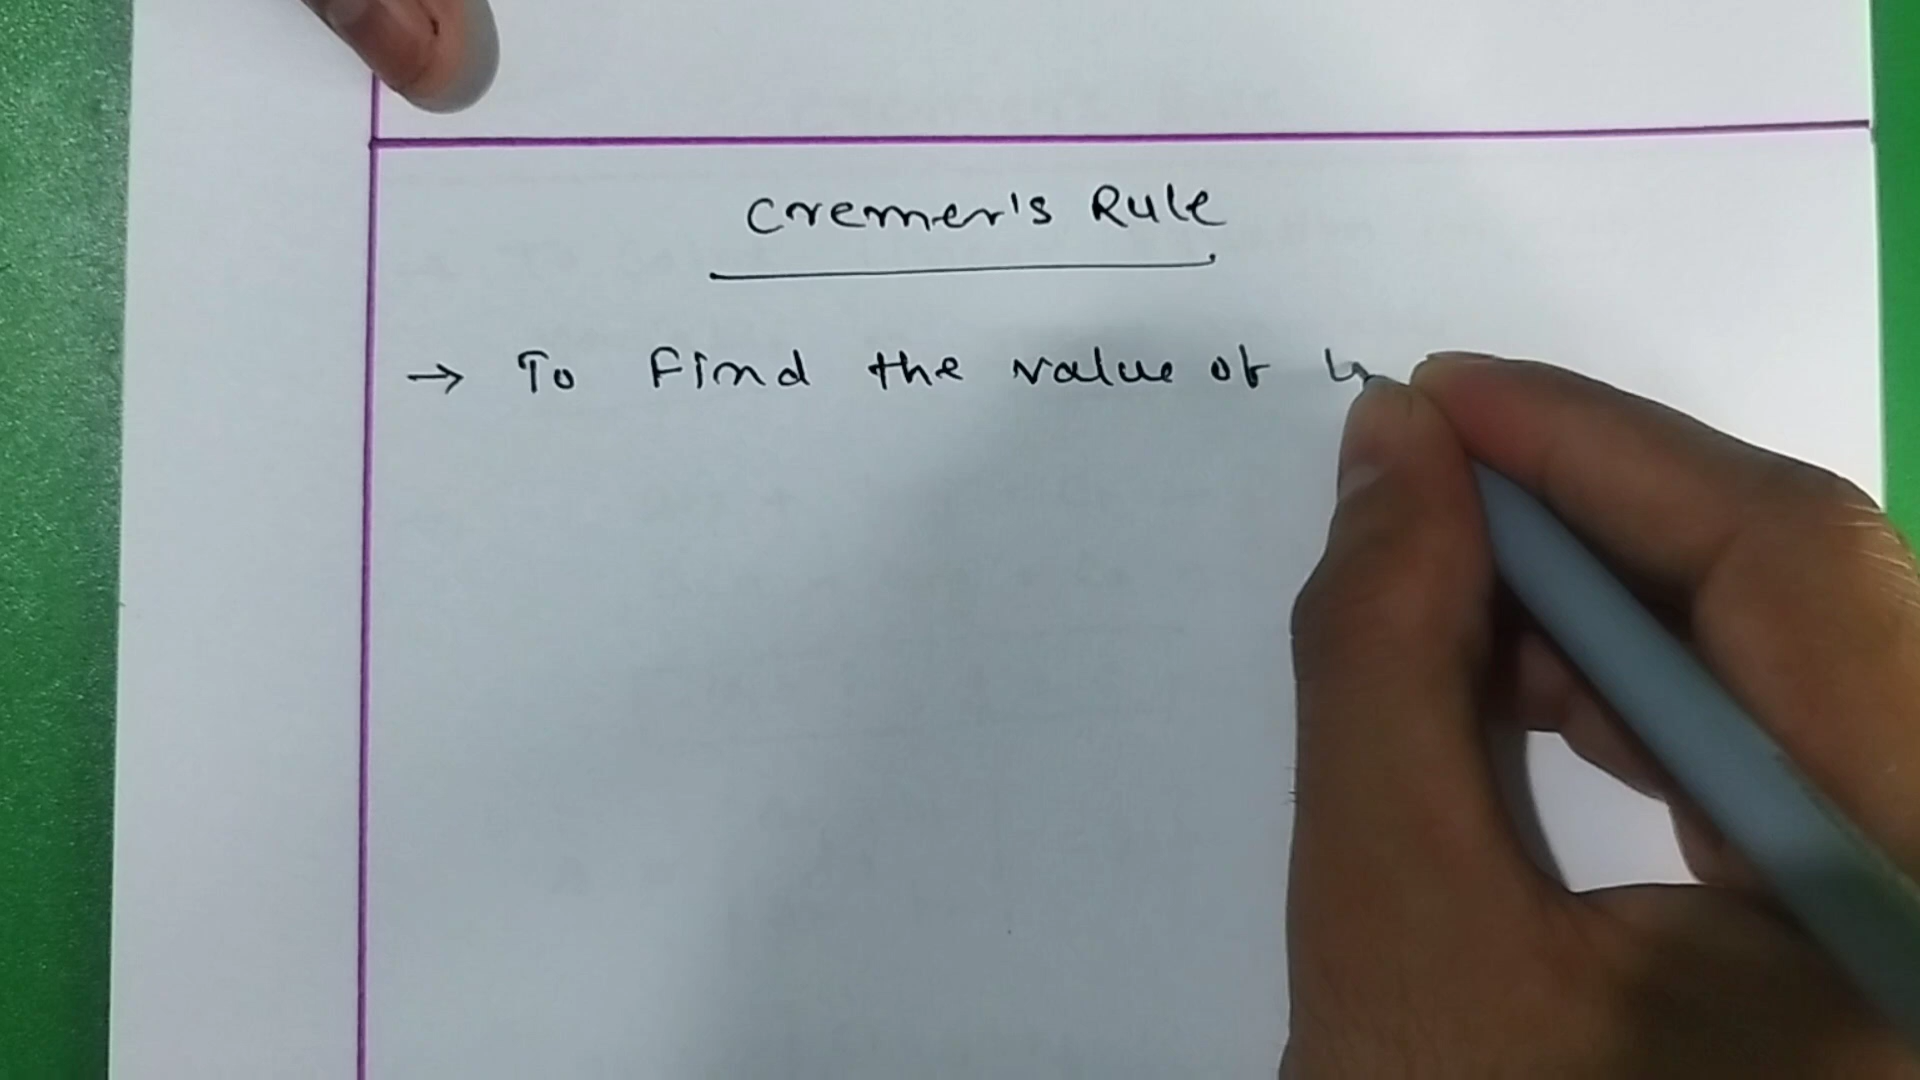 Cremer's Rule
→ To Find the value of